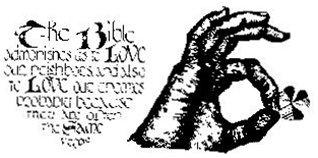 The Bible
admonishes us to LOVE
our neighbors, and also
to LOVE our enemies
probably because
they are often
the Same